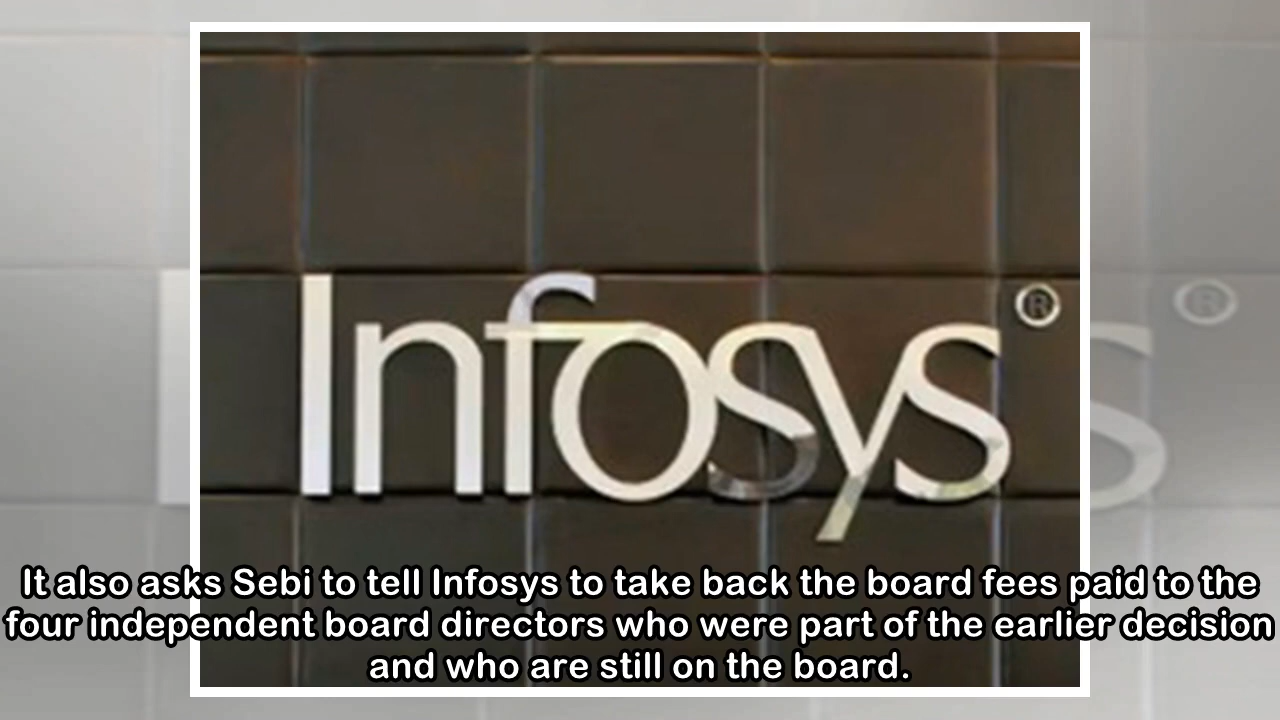 Infosys®
s ®
It also asks Sebi to tell Infosys to take back the board fees paid to the
four independent board directors who were part of the earlier decision
and who are still on the board.